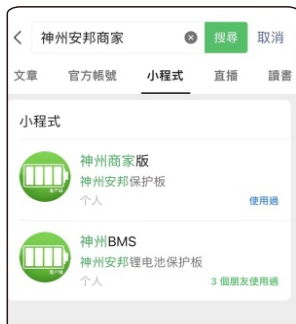 神州安邦商家 搜尋 取消
文章 官方帳號 小程式 直播 讀書
小程式
神州商家版
神州安邦保护板
个人 使用過
神州BMS
神州安邦锂电池保护板
个人 3 個朋友使用過